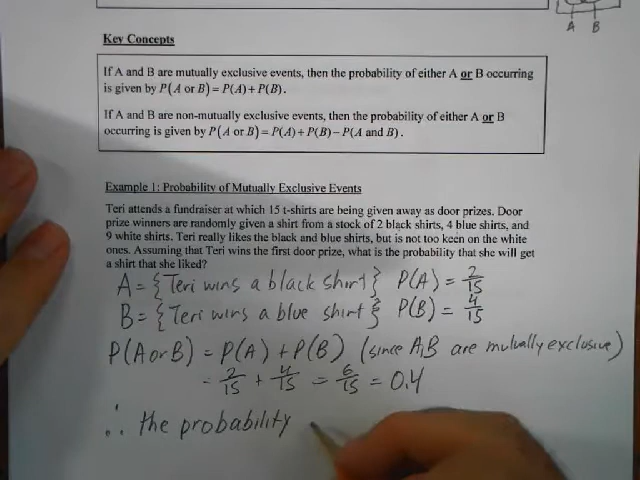 A B
Key Concepts
If A and B are mutually exclusive events, then the probability of either A or B occurring
is given by P(A or B) = P(A) + P(B).
If A and B are non-mutually exclusive events, then the probability of either A or B
occurring is given by P(A or B) = P(A) + P(B) − P(A and B).
Example 1: Probability of Mutually Exclusive Events
Teri attends a fundraiser at which 15 t-shirts are being given away as door prizes. Door
prize winners are randomly given a shirt from a stock of 2 black shirts, 4 blue shirts, and
9 white shirts. Teri really likes the black and blue shirts, but is not too keen on the white
ones. Assuming that Teri wins the first door prize, what is the probability that she will get
a shirt that she liked?
A = {Teri wins a black shirt} P(A) = 2/15
B = {Teri wins a blue shirt} P(B) = 4/15
P(A or B) = P(A) + P(B) (since A,B are mutually exclusive)
= 2/15 + 4/15 = 6/15 = 0.4
∴ the probability